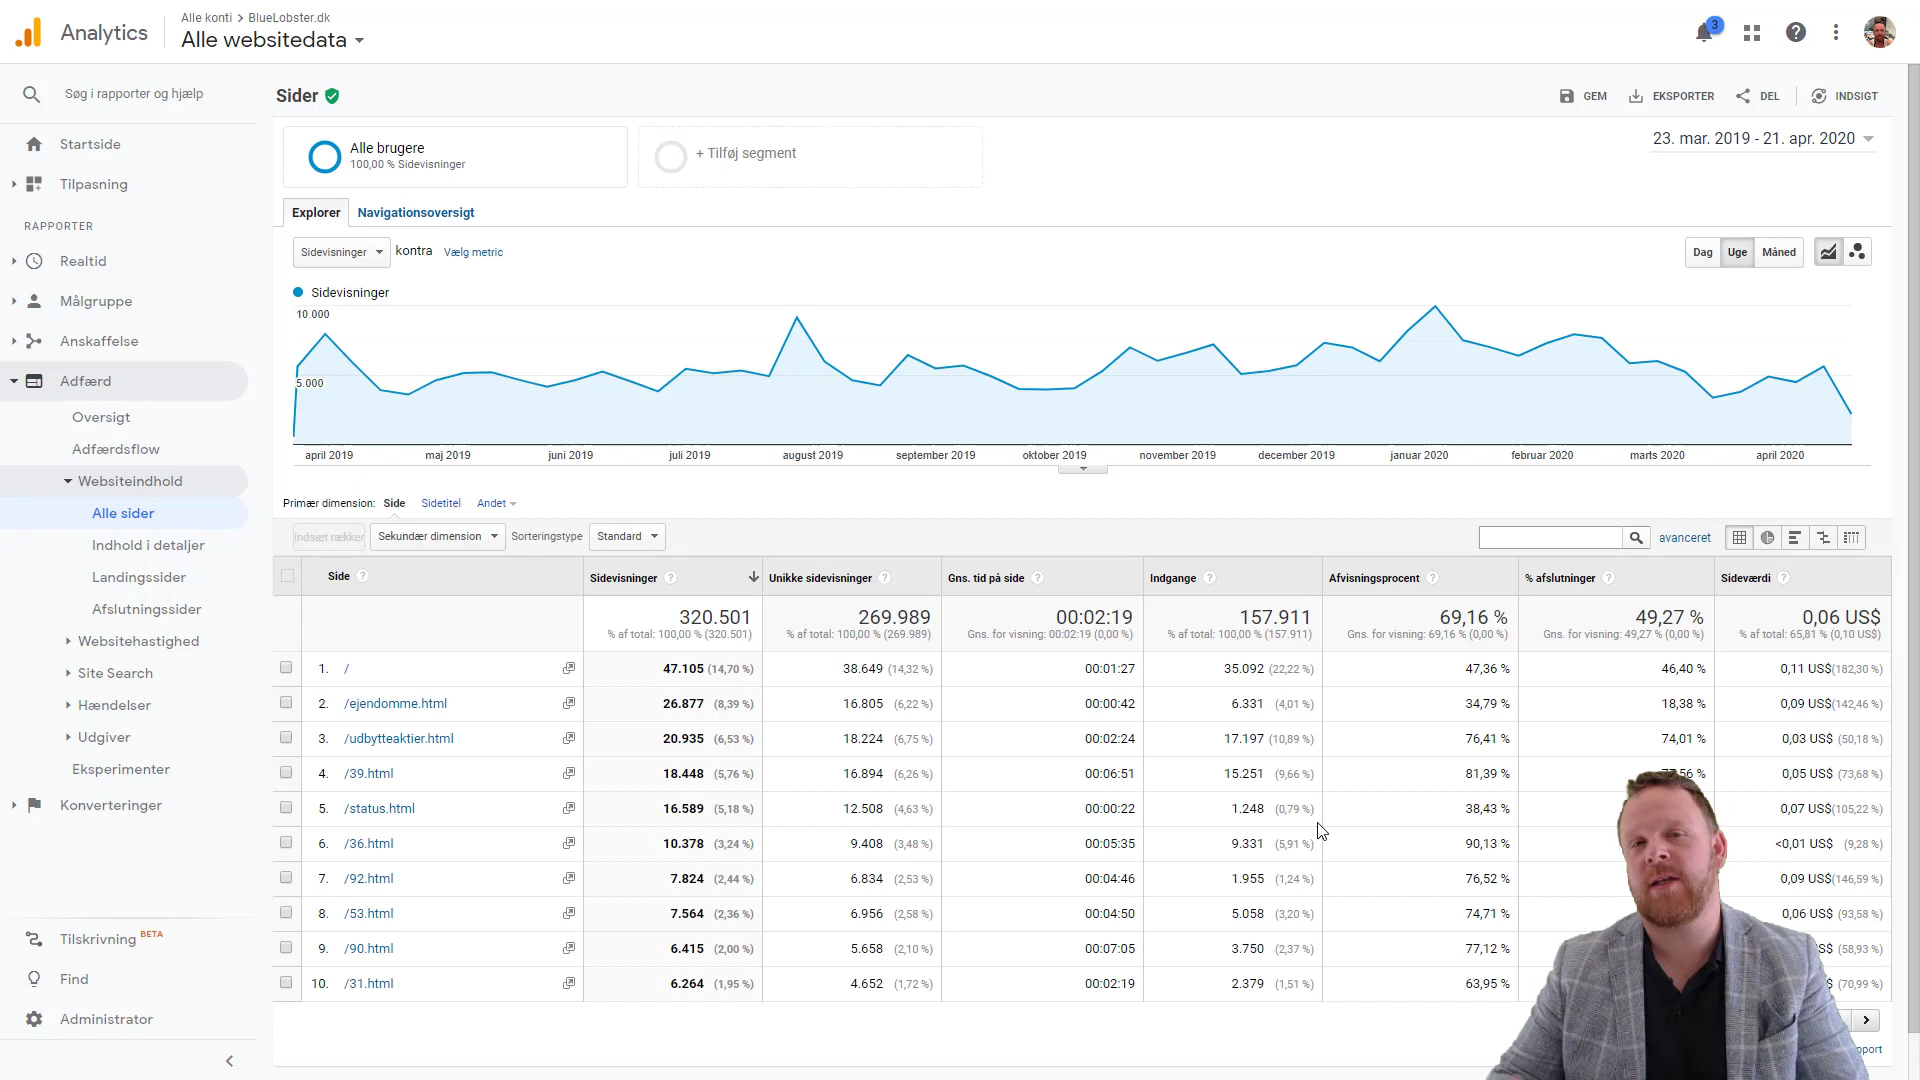 Analytics
Alle konti > BlueLobster.dk
Alle websitedata
3
Søg i rapporter og hjælp
Startside
Tilpasning
RAPPORTER
Realtid
Målgruppe
Anskaffelse
Adfærd
Oversigt
Adfærdsflow
Websiteindhold
Alle sider
Indhold i detaljer
Landingssider
Afslutningssider
Websitehastighed
Site Search
Hændelser
Udgiver
Eksperimenter
Konverteringer
Tilskrivning BETA
Find
Administrator
Sider
GEM EKSPORTER DEL INDSIGT
Alle brugere
100,00 % Sidevisninger
+ Tilføj segment
23. mar. 2019 - 21. apr. 2020
Explorer Navigationsoversigt
Sidevisninger kontra Vælg metric
Dag Uge Måned
Sidevisninger
10.000
5.000
april 2019 maj 2019 juni 2019 juli 2019 august 2019 september 2019 oktober 2019 november 2019 december 2019 januar 2020 februar 2020 marts 2020 april 2020
Primær dimension: Side Sidetitel Andet
Indsæt rækker Sekundær dimension Sorteringstype Standard avanceret
Side ? Sidevisninger ? Unikke sidevisninger ? Gns. tid på side ? Indgange ? Afvisningsprocent ? % afslutninger ? Sideværdi ?
320.501 269.989 00:02:19 157.911 69,16 % 49,27 % 0,06 US$
% af total: 100,00 % (320.501) % af total: 100,00 % (269.989) Gns. for visning: 00:02:19 (0,00 %) % af total: 100,00 % (157.911) Gns. for visning: 69,16 % (0,00 %) Gns. for visning: 49,27 % (0,00 %) % af total: 65,81 % (0,10 US$)
1. / 47.105 (14,70 %) 38.649 (14,32 %) 00:01:27 35.092 (22,22 %) 47,36 % 46,40 % 0,11 US$(182,30 %)
2. /ejendomme.html 26.877 (8,39 %) 16.805 (6,22 %) 00:00:42 6.331 (4,01 %) 34,79 % 18,38 % 0,09 US$(142,46 %)
3. /udbytteaktier.html 20.935 (6,53 %) 18.224 (6,75 %) 00:02:24 17.197 (10,89 %) 76,41 % 74,01 % 0,03 US$ (50,18 %)
4. /39.html 18.448 (5,76 %) 16.894 (6,26 %) 00:06:51 15.251 (9,66 %) 81,39 % 56 % 0,05 US$ (73,68 %)
5. /status.html 16.589 (5,18 %) 12.508 (4,63 %) 00:00:22 1.248 (0,79 %) 38,43 % 0,07 US$(105,22 %)
6. /36.html 10.378 (3,24 %) 9.408 (3,48 %) 00:05:35 9.331 (5,91 %) 90,13 % <0,01 US$ (9,28 %)
7. /92.html 7.824 (2,44 %) 6.834 (2,53 %) 00:04:46 1.955 (1,24 %) 76,52 % 0,09 US$(146,59 %)
8. /53.html 7.564 (2,36 %) 6.956 (2,58 %) 00:04:50 5.058 (3,20 %) 74,71 % 0,06 US$ (93,58 %)
9. /90.html 6.415 (2,00 %) 5.658 (2,10 %) 00:07:05 3.750 (2,37 %) 77,12 % S$ (58,93 %)
10. /31.html 6.264 (1,95 %) 4.652 (1,72 %) 00:02:19 2.379 (1,51 %) 63,95 % $ (70,99 %)